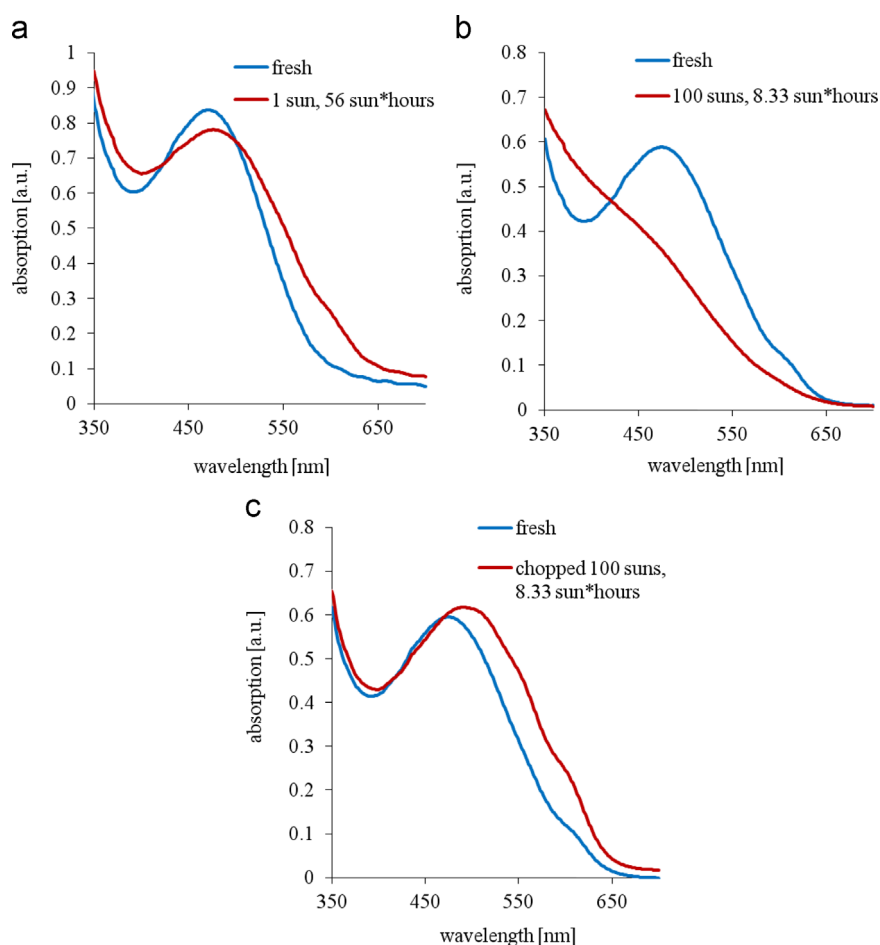 a
1
0.9
0.8
0.7
0.6
0.5
0.4
0.3
0.2
0.1
0
350
450
550
650
absorption [a.u.]
wavelength [nm]
fresh
1 sun, 56 sun*hours
b
0.8
0.7
0.6
0.5
0.4
0.3
0.2
0.1
0
350
450
550
650
absoprtion [a.u.]
wavelength [nm]
fresh
100 suns, 8.33 sun*hours
c
0.8
0.7
0.6
0.5
0.4
0.3
0.2
0.1
0
350
450
550
650
absorption [a.u.]
wavelength [nm]
fresh
chopped 100 suns,
8.33 sun*hours